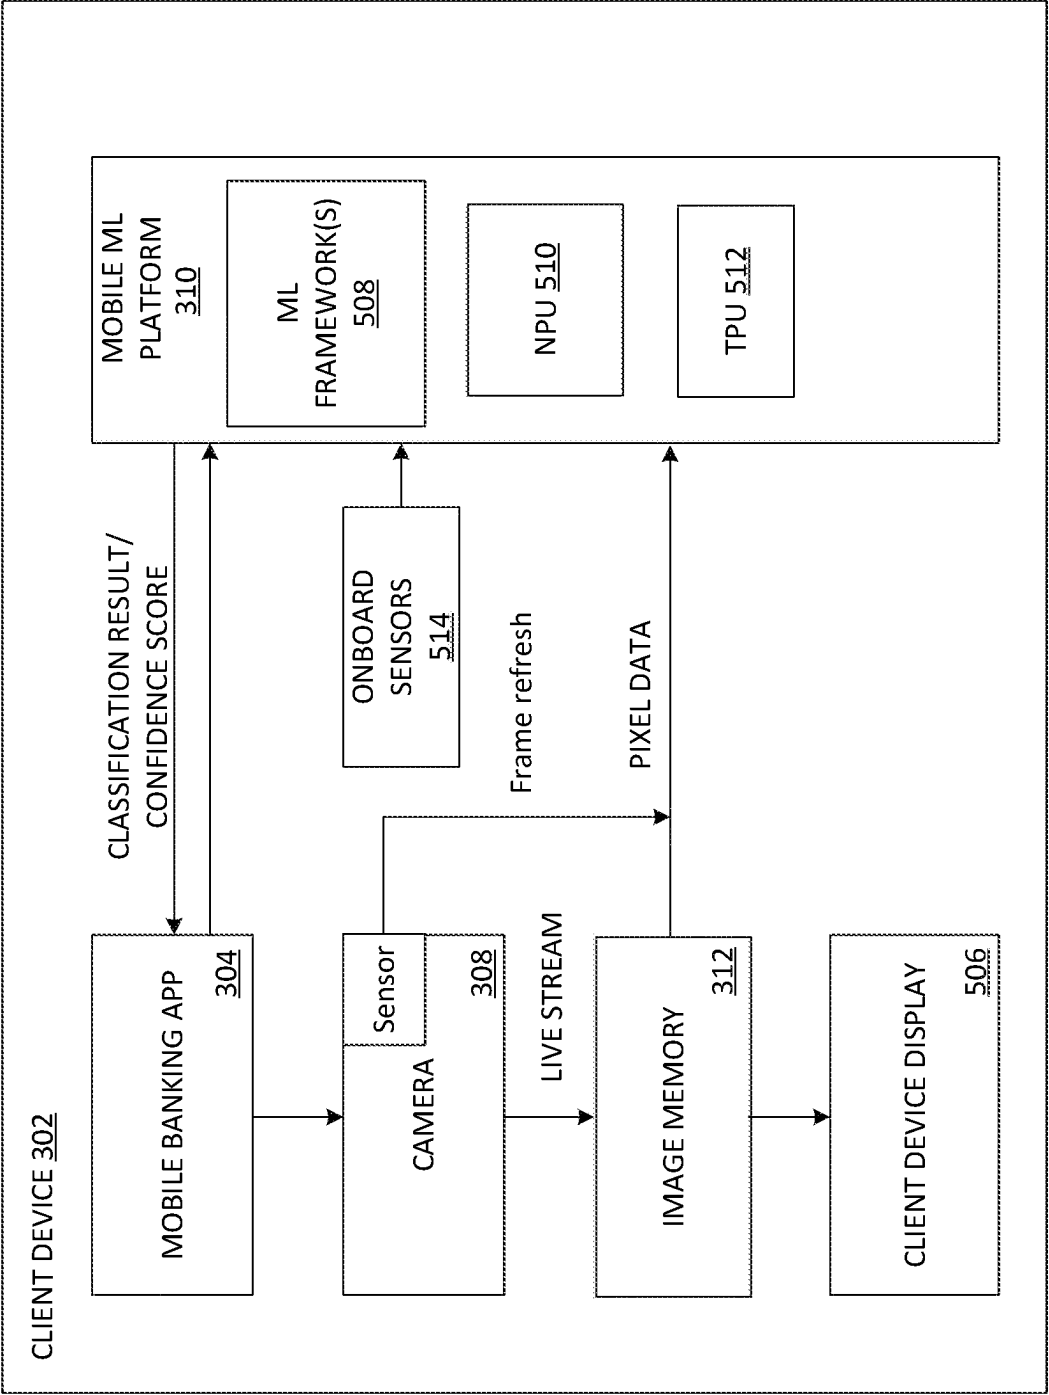 CLIENT DEVICE 302
MOBILE BANKING APP
304
CLASSIFICATION RESULT/
CONFIDENCE SCORE
MOBILE ML
PLATFORM
310
ML
FRAMEWORK(S)
508
Sensor
CAMERA
308
ONBOARD
SENSORS
514
Frame refresh
NPU 510
LIVE STREAM
IMAGE MEMORY
312
PIXEL DATA
TPU 512
CLIENT DEVICE DISPLAY
506